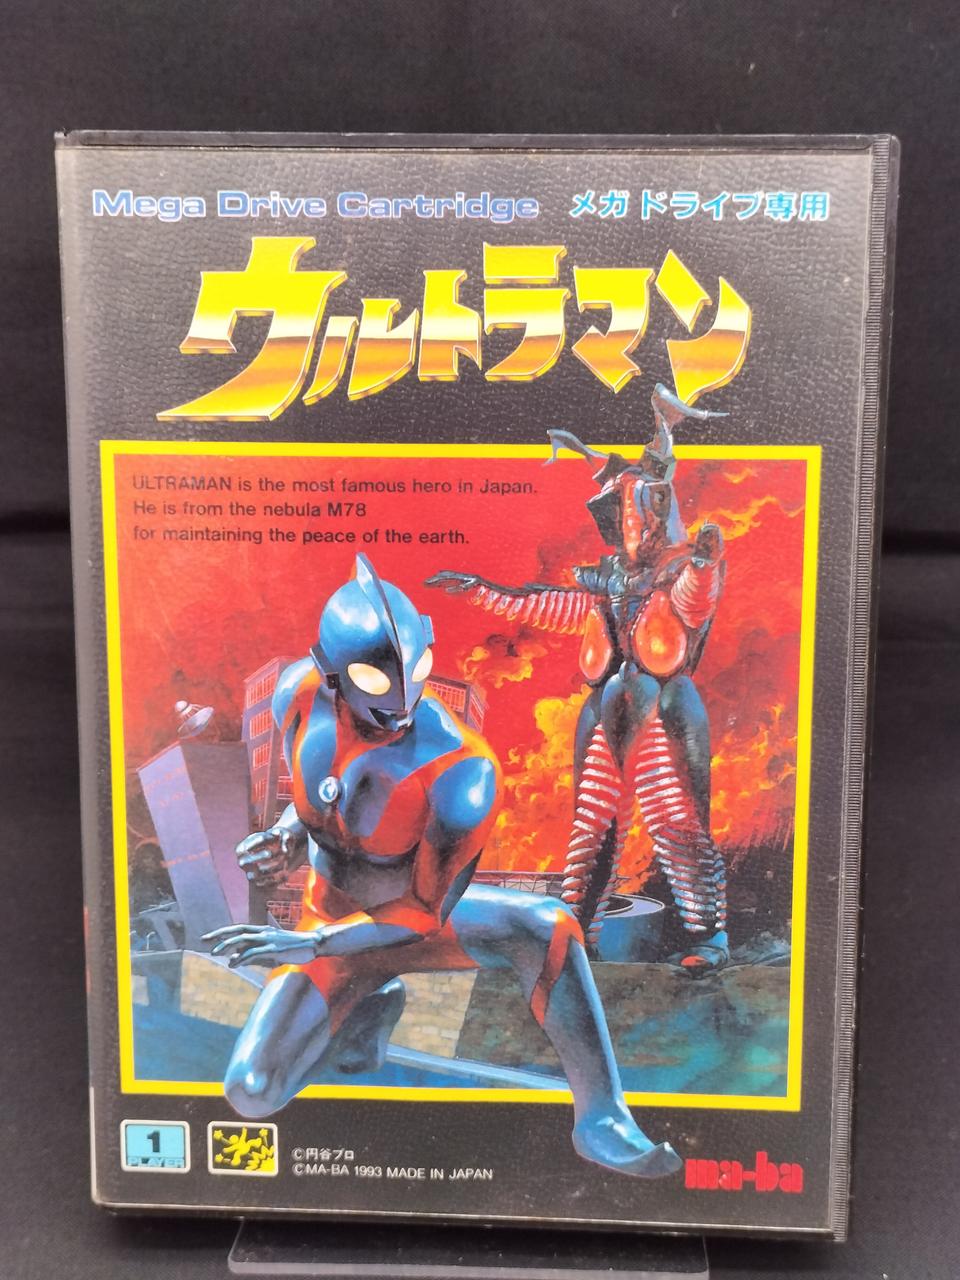 Mega Drive Cartridge メガドライブ専用
ウルトラマン
ULTRAMAN is the most famous hero in Japan.
He is from the nebula M78
for maintaining the peace of the earth.
1
PLAYER
©円谷プロ
©MA-BA 1993 MADE IN JAPAN
ma-ba